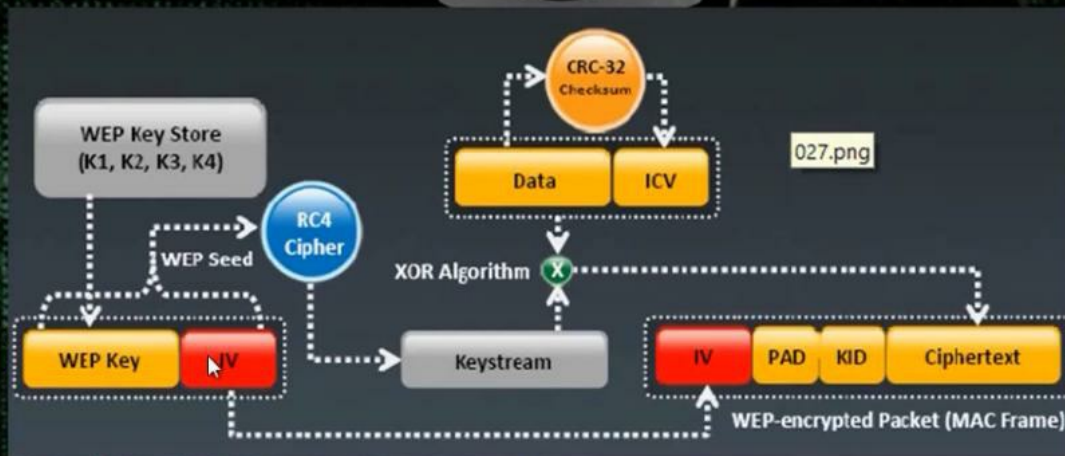 CRC-32
Checksum
WEP Key Store
(K1, K2, K3, K4)
027.png
Data
ICV
RC4
Cipher
WEP Seed
XOR Algorithm
X
WEP Key
IV
Keystream
IV
PAD
KID
Ciphertext
WEP-encrypted Packet (MAC Frame)